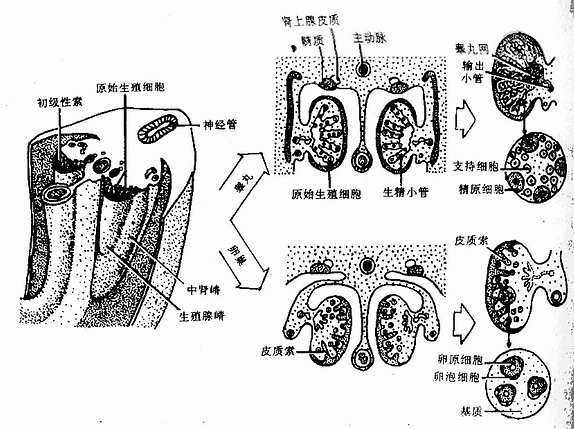 肾上腺皮质
髓质
主动脉
睾丸网
输出
小管
原始生殖细胞
初级性索
神经管
支持细胞
精原细胞
原始生殖细胞
生精小管
睾丸
卵巢
中肾嵴
生殖腺嵴
皮质索
皮质索
卵原细胞
卵泡细胞
基质